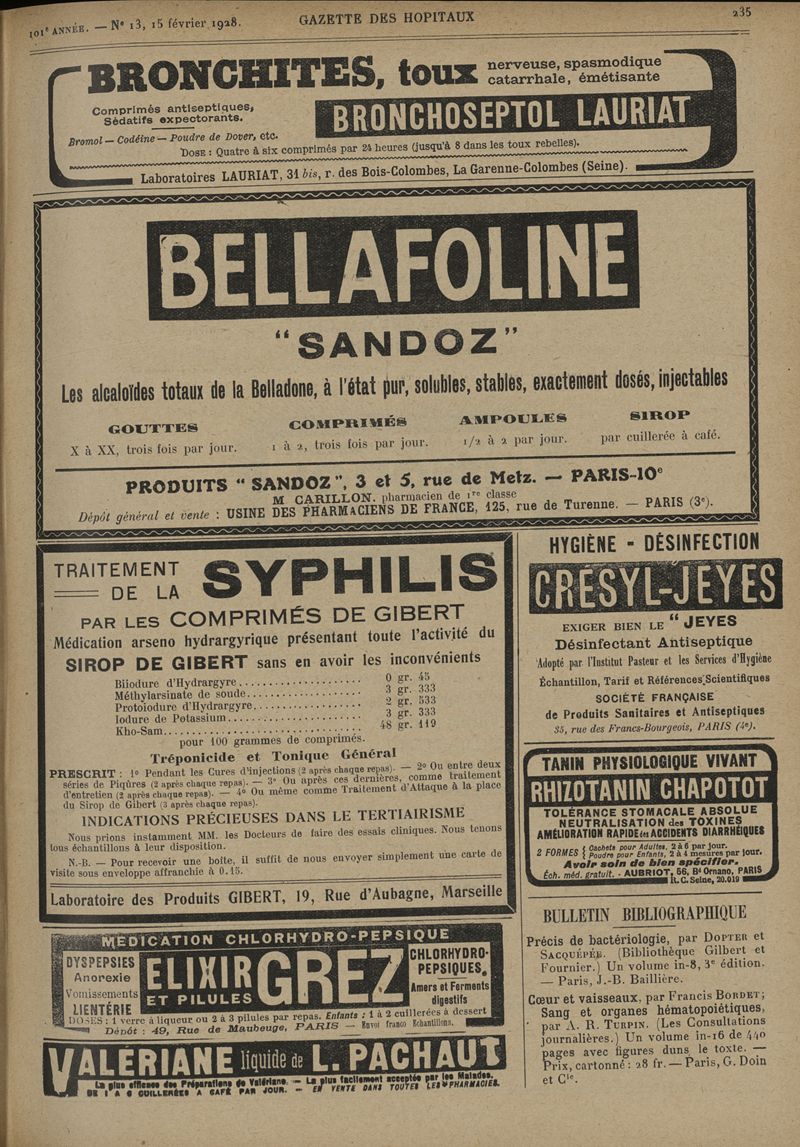 101e ANNÉE. — N° 13, 15 février 1928.
GAZETTE DES HOPITAUX
235
BRONCHITES, toux nerveuse, spasmodique
catarrhale, émétisante
Comprimés antiseptiques,
Sédatifs expectorants.
BRONCHOSEPTOL LAURIAT
Bromol — Codéine — Poudre de Dover, etc.
DOSE : Quatre à six comprimés par 24 heures (jusqu'à 8 dans les toux rebelles).
Laboratoires LAURIAT, 31 bis, r. des Bois-Colombes, La Garenne-Colombes (Seine).
BELLAFOLINE
"SANDOZ"
Les alcaloïdes totaux de la Belladone, à l'état pur, solubles, stables, exactement dosés, injectables
GOUTTES COMPRIMÉS AMPOULES SIROP
X à XX, trois fois par jour. 1 à 2, trois fois par jour. 1/2 à 2 par jour. par cuillerée à café.
PRODUITS "SANDOZ", 3 et 5, rue de Metz. — PARIS-10e
M CARILLON. pharmacien de 1re classe
Dépôt général et vente : USINE DES PHARMACIENS DE FRANCE, 125, rue de Turenne. — PARIS (3e).
TRAITEMENT
DE LA
SYPHILIS
PAR LES COMPRIMÉS DE GIBERT
Médication arseno hydrargyrique présentant toute l'activité du
SIROP DE GIBERT sans en avoir les inconvénients
Biiodure d'Hydrargyre.................... 0 gr. 45
Méthylarsinate de soude................... 3 gr. 333
Protoiodure d'Hydrargyre.................. 2 gr. 533
Iodure de Potassium...................... 3 gr. 333
Kho-Sam................................. 48 gr. 119
pour 100 grammes de comprimés.
Tréponicide et Tonique Général
PRESCRIT : 1° Pendant les Cures d'injections (2 après chaque repas). — 2° Ou entre deux
séries de Piqûres (2 après chaque repas). — 3° Ou après ces dernières, comme traitement
d'entretien (2 après chaque repas). — 4° Ou même comme Traitement d'Attaque à la place
du Sirop de Gibert (3 après chaque repas).
INDICATIONS PRÉCIEUSES DANS LE TERTIAIRISME
Nous prions instamment MM. les Docteurs de faire des essais cliniques. Nous tenons
tous échantillons à leur disposition.
N.-B. — Pour recevoir une boîte, il suffit de nous envoyer simplement une carte de
visite sous enveloppe affranchie à 0.15.
Laboratoire des Produits GIBERT, 19, Rue d'Aubagne, Marseille
MÉDICATION CHLORHYDRO-PEPSIQUE
DYSPEPSIES
Anorexie
Vomissements
LIENTÉRIE
ELIXIR
ET PILULES
GREZ
CHLORHYDRO-
PEPSIQUES,
Amers et Ferments
digestifs
DOSES : 1 verre à liqueur ou 2 à 3 pilules par repas. Enfants : 1 à 2 cuillerées à dessert
Dépôt : 49, Rue de Maubeuge, PARIS — Envoi franco Echantillons.
VALÉRIANE liquide de L. PACHAUT
La plus efficace des Préparations de Valériane. — La plus facilement acceptée par les Malades.
DE 1 A 6 CUILLERÉES A CAFÉ PAR JOUR. — EN VENTE DANS TOUTES LES PHARMACIES.
HYGIÈNE - DÉSINFECTION
CRÉSYL-JEYES
EXIGER BIEN LE "JEYES
Désinfectant Antiseptique
Adopté par l'Institut Pasteur et les Services d'Hygiène
Échantillon, Tarif et Références Scientifiques
SOCIÉTÉ FRANÇAISE
de Produits Sanitaires et Antiseptiques
35, rue des Francs-Bourgeois, PARIS (4e).
TANIN PHYSIOLOGIQUE VIVANT
RHIZOTANIN CHAPOTOT
TOLÉRANCE STOMACALE ABSOLUE
NEUTRALISATION des TOXINES
AMÉLIORATION RAPIDE des ACCIDENTS DIARRHÉIQUES
2 FORMES { Cachets pour Adultes, 2 à 6 par jour.
Poudre pour Enfants, 2 à 4 mesures par jour.
Avoir soin de bien spécifier.
Éch. méd. gratuit. - AUBRIOT, 56, Bd Ornano, PARIS
R.C. Seine, 20.019
BULLETIN BIBLIOGRAPHIQUE
Précis de bactériologie, par DOPTER et
SACQUÉPÉE. (Bibliothèque Gilbert et
Fournier.) Un volume in-8, 3e édition.
— Paris, J.-B. Baillière.
Cœur et vaisseaux, par Francis BORDET;
Sang et organes hématopoïétiques,
par A. R. TURPIN. (Les Consultations
journalières.) Un volume in-16 de 440
pages avec figures duns le toxte. —
Prix, cartonné : 28 fr. — Paris, G. Doin
et Cie.